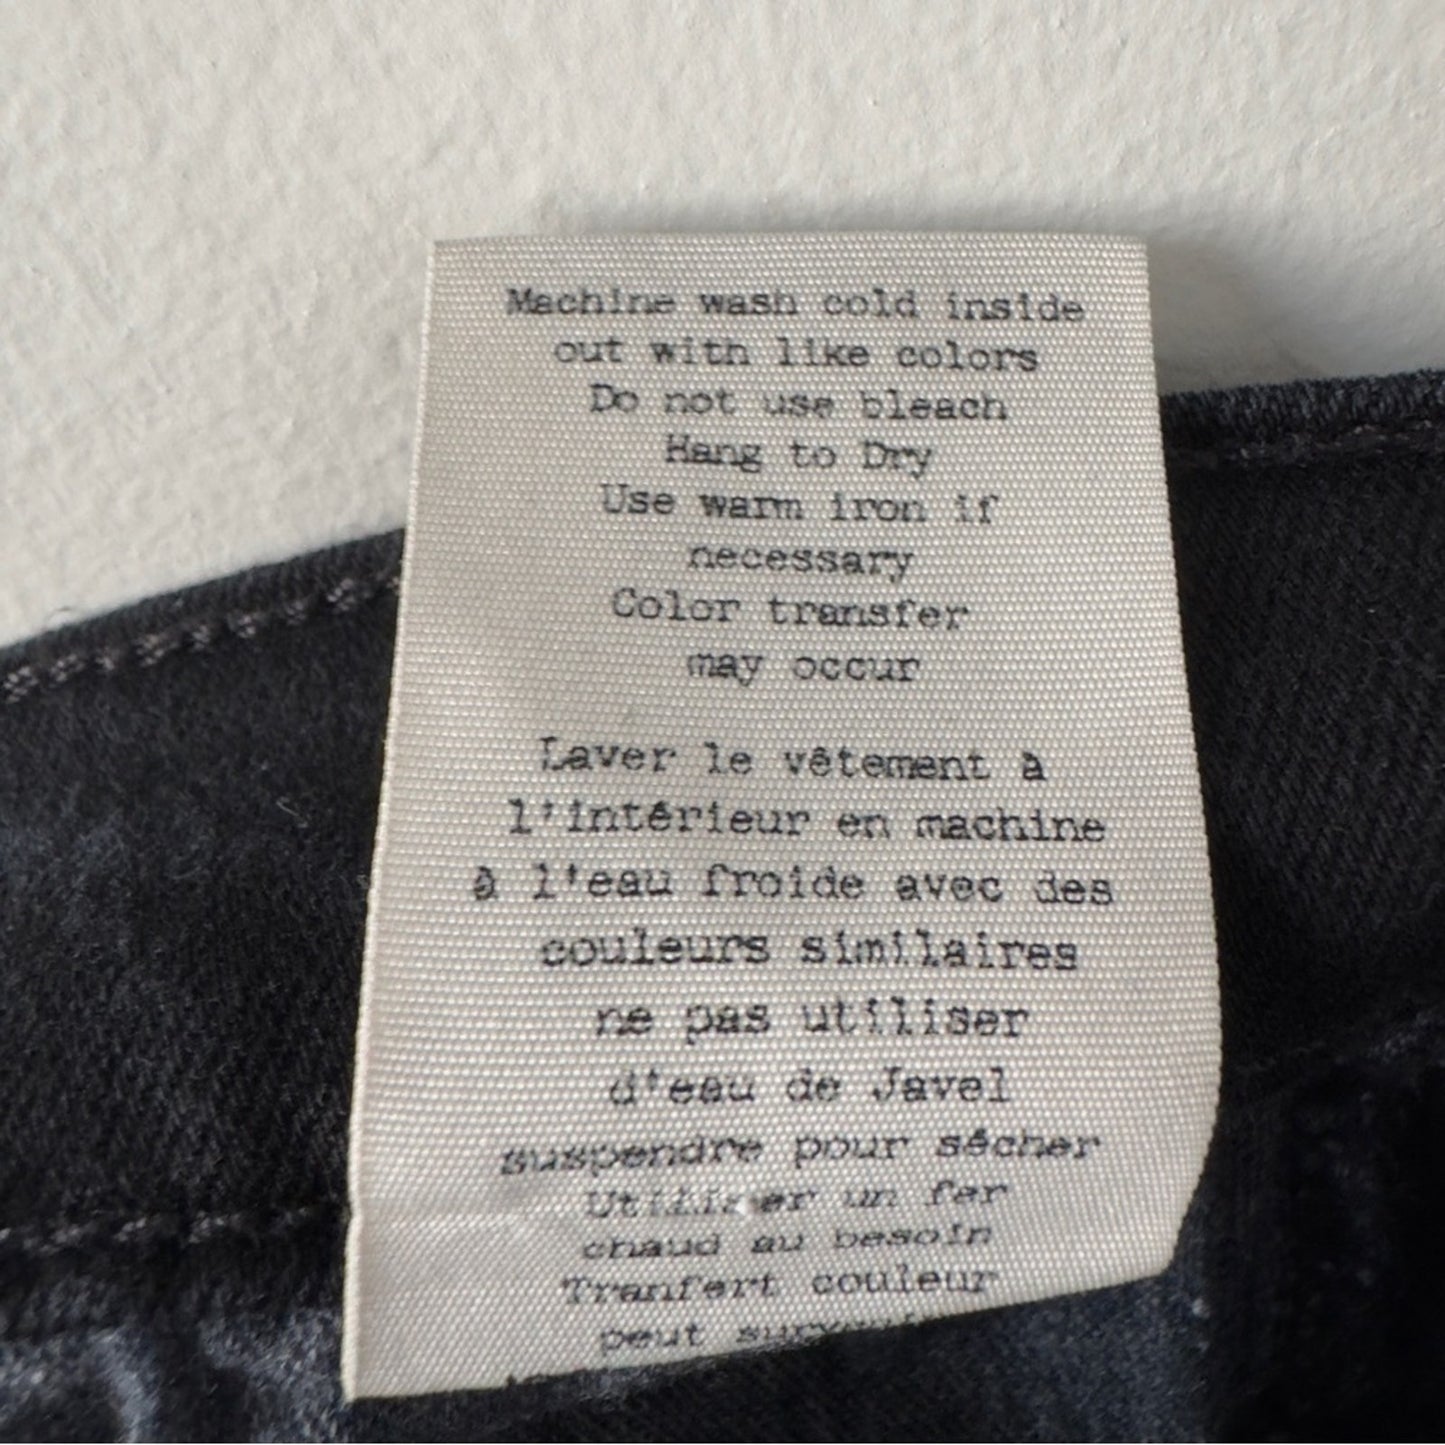 Machine wash cold inside
out with like colors
Do not use bleach
Hang to Dry
Use warm iron if
necessary
Color transfer
may occur
Laver le vêtement à
l'intérieur en machine
à l'eau froide avec des
couleurs similaires
ne pas utiliser
d'eau de Javel
suspendre pour sécher
Utiliser un fer
chaud au besoin
Tranfert couleur
peut